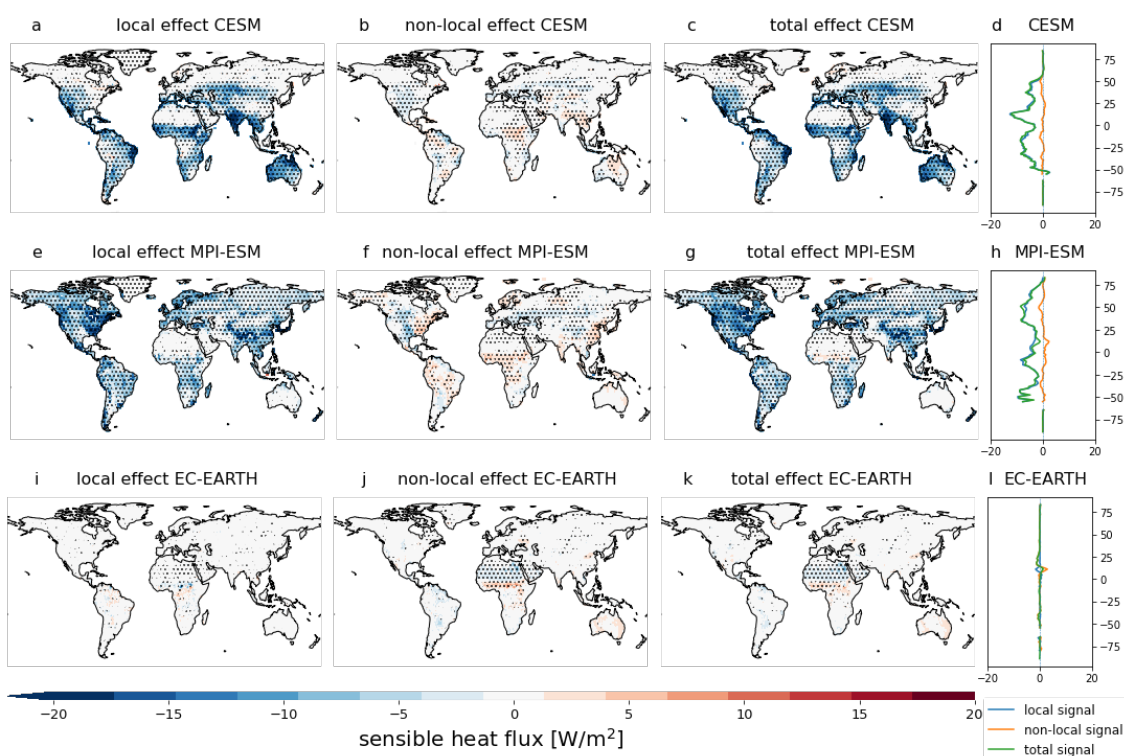 a local effect CESM b non-local effect CESM c total effect CESM d CESM
75
50
25
0
−25
−50
−75
−20 0 20
e local effect MPI-ESM f non-local effect MPI-ESM g total effect MPI-ESM h MPI-ESM
75
50
25
0
−25
−50
−75
−20 0 20
i local effect EC-EARTH j non-local effect EC-EARTH k total effect EC-EARTH l EC-EARTH
75
50
25
0
−25
−50
−75
−20 −15 −10 −5 0 5 10 15 20
sensible heat flux [W/m²]
local signal
non-local signal
total signal